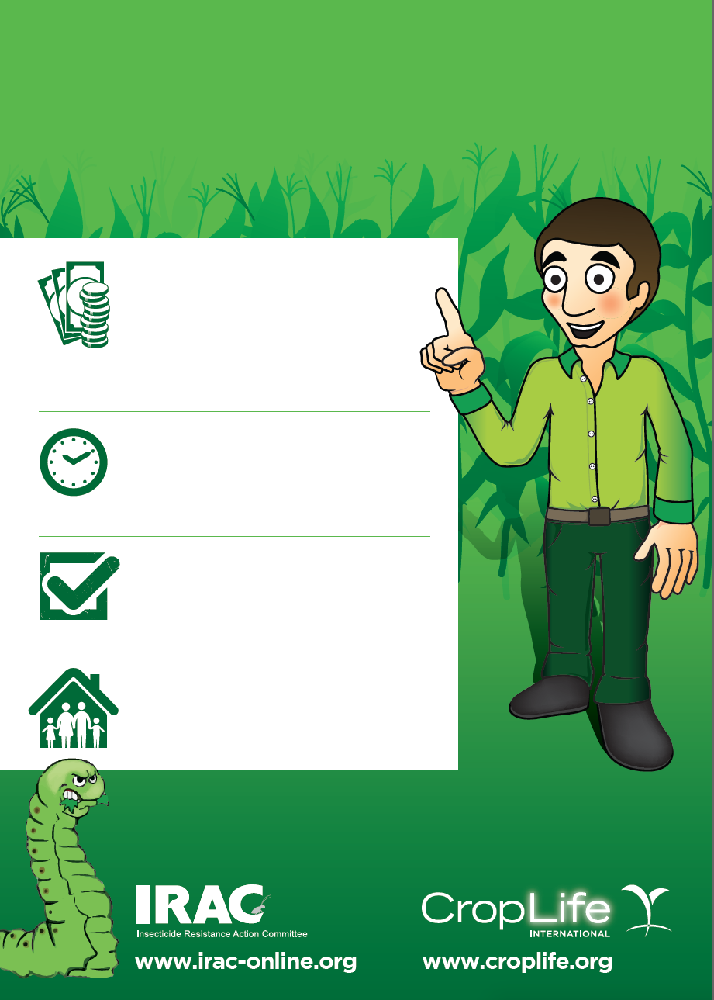 IRAC
Insecticide Resistance Action Committee
www.irac-online.org
CropLife
INTERNATIONAL
www.croplife.org